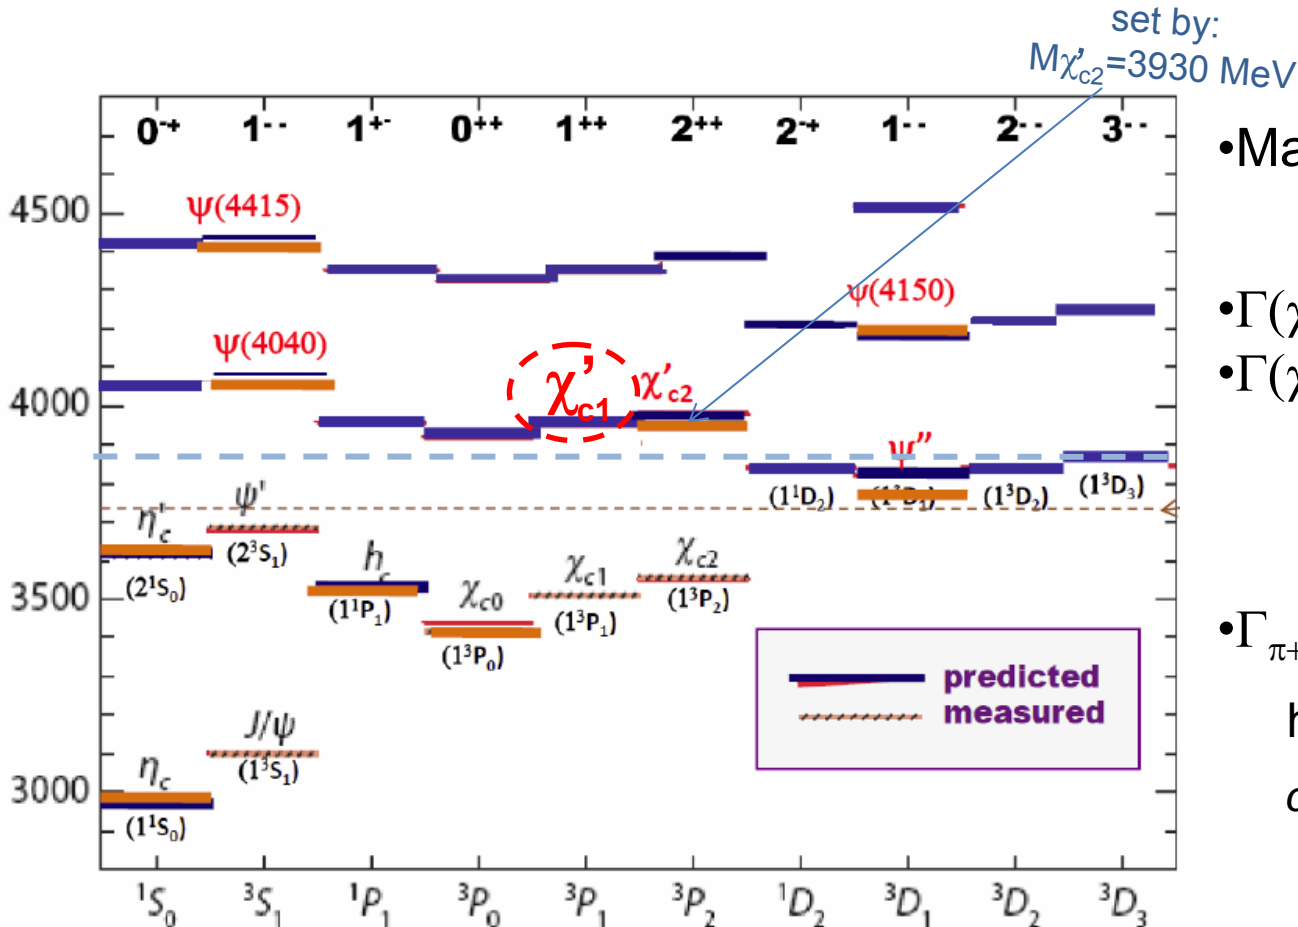 set by:
Mχ'c2=3930 MeV
0-+ 1-- 1+- 0++ 1++ 2++ 2-+ 1-- 2-- 3--
•Ma
4500
ψ(4415)
ψ(4150)
•Γ(χ
ψ(4040)
•Γ(χ
χ'c1 χ'c2
4000
ψ''
(1¹D₂) (1³D₁) (1³D₂) (1³D₃)
η'c ψ'
(2¹S₀) (2³S₁)
hc χc0 χc1 χc2
3500
(1¹P₁) (1³P₀) (1³P₁) (1³P₂)
•Γπ+
predicted
measured
h
J/ψ
(1³S₁)
ηc
3000
(1¹S₀)
¹S₀ ³S₁ ¹P₁ ³P₀ ³P₁ ³P₂ ¹D₂ ³D₁ ³D₂ ³D₃